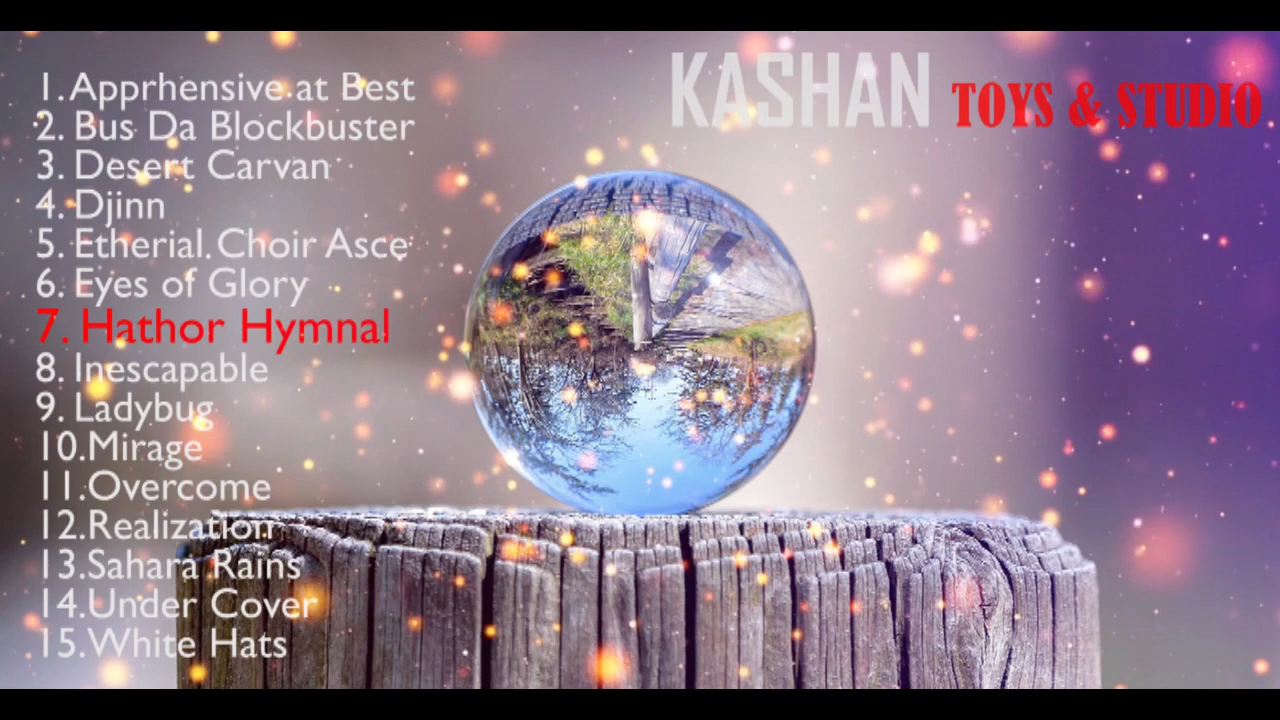 KASHAN TOYS & STUDIO
1. Apprhensive at Best
2. Bus Da Blockbuster
3. Desert Carvan
4. Djinn
5. Etherial Choir Asce
6. Eyes of Glory
7. Hathor Hymnal
8. Inescapable
9. Ladybug
10.Mirage
11.Overcome
12.Realization
13.Sahara Rains
14.Under Cover
15.White Hats